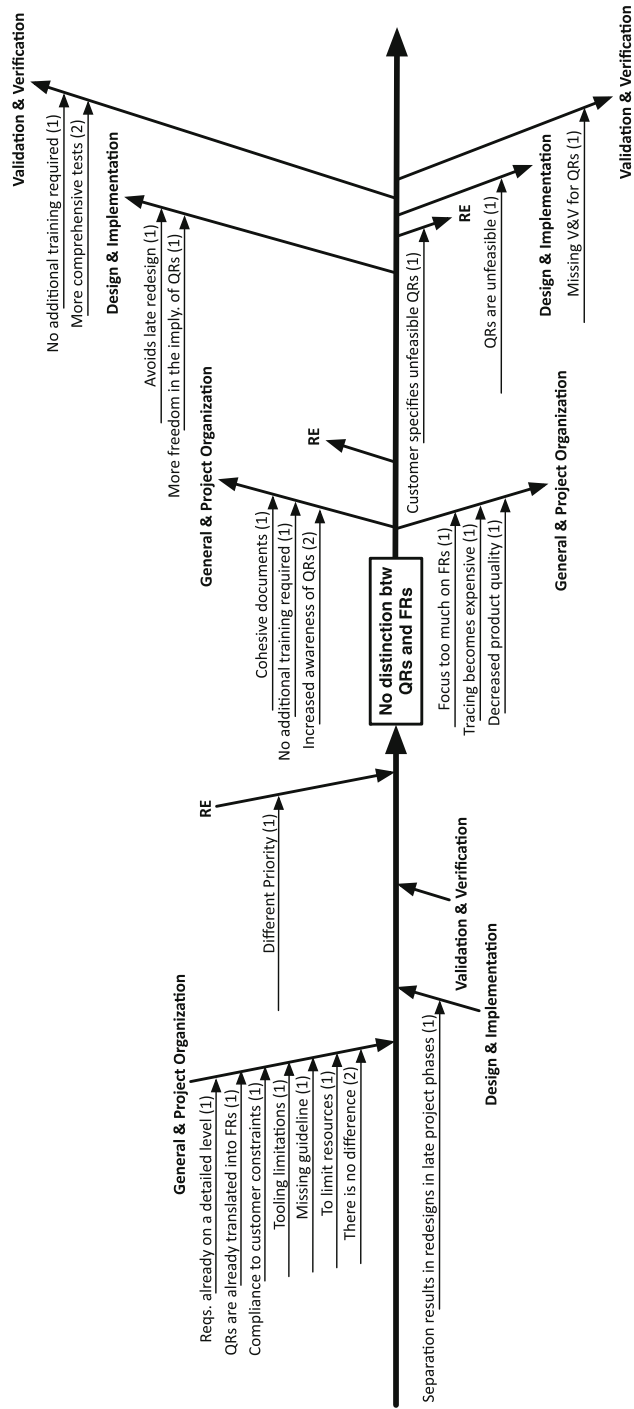 General & Project Organization
Reqs. already on a detailed level (1)
QRs are already translated into FRs (1)
Compliance to customer constraints (1)
Tooling limitations (1)
Missing guideline (1)
To limit resources (1)
There is no difference (2)
RE
Different Priority (1)
Separation results in redesigns in late project phases (1)
Design & Implementation
Validation & Verification
No distinction btw
QRs and FRs
General & Project Organization
Cohesive documents (1)
No additional training required (1)
Increased awareness of QRs (2)
RE
Design & Implementation
Avoids late redesign (1)
More freedom in the imply. of QRs (1)
Validation & Verification
No additional training required (1)
More comprehensive tests (2)
Focus too much on FRs (1)
Tracing becomes expensive (1)
Decreased product quality (1)
General & Project Organization
Customer specifies unfeasible QRs (1)
RE
QRs are unfeasible (1)
Design & Implementation
Missing V&V for QRs (1)
Validation & Verification